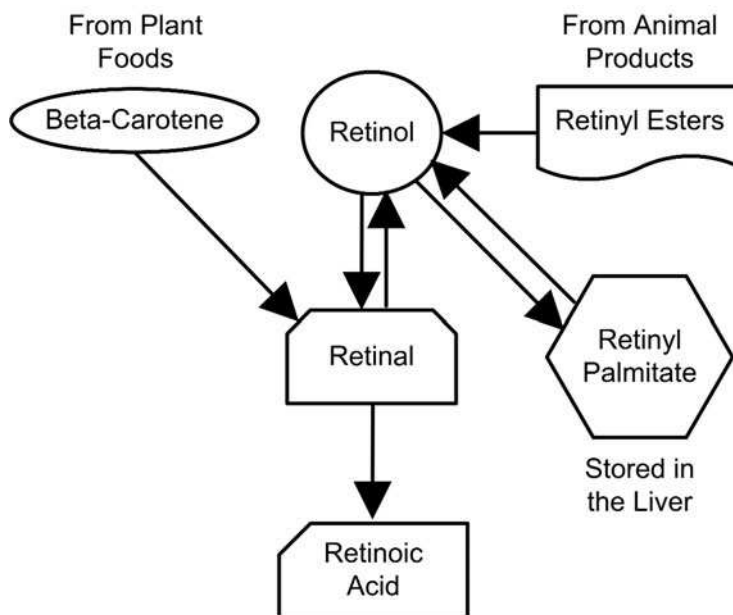 From Plant
Foods
Beta-Carotene
Retinol
From Animal
Products
Retinyl Esters
Retinal
Retinyl
Palmitate
Stored in
the Liver
Retinoic
Acid